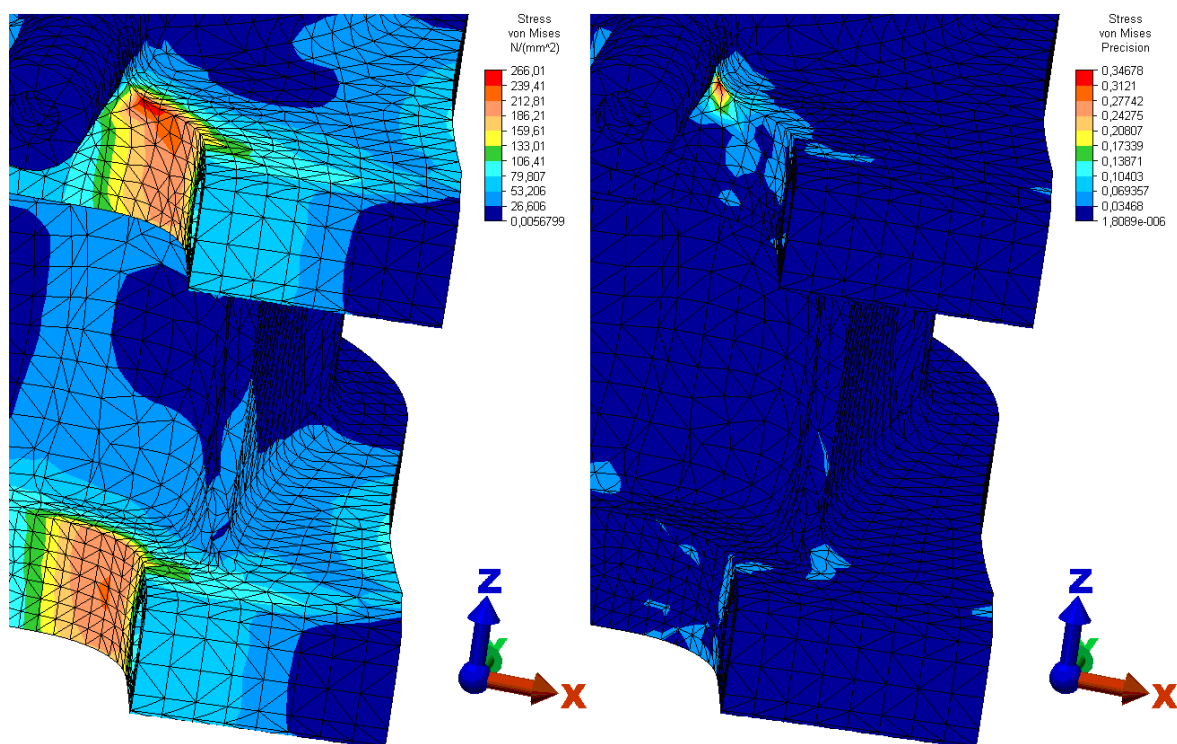 Stress
von Mises
N/(mm^2)
266,01
239,41
212,81
186,21
159,61
133,01
106,41
79,807
53,206
26,606
0,0056799
Z
Y
X
Stress
von Mises
Precision
0,34678
0,3121
0,27742
0,24275
0,20807
0,17339
0,13871
0,10403
0,069357
0,03468
1,8089e-006
Z
Y
X